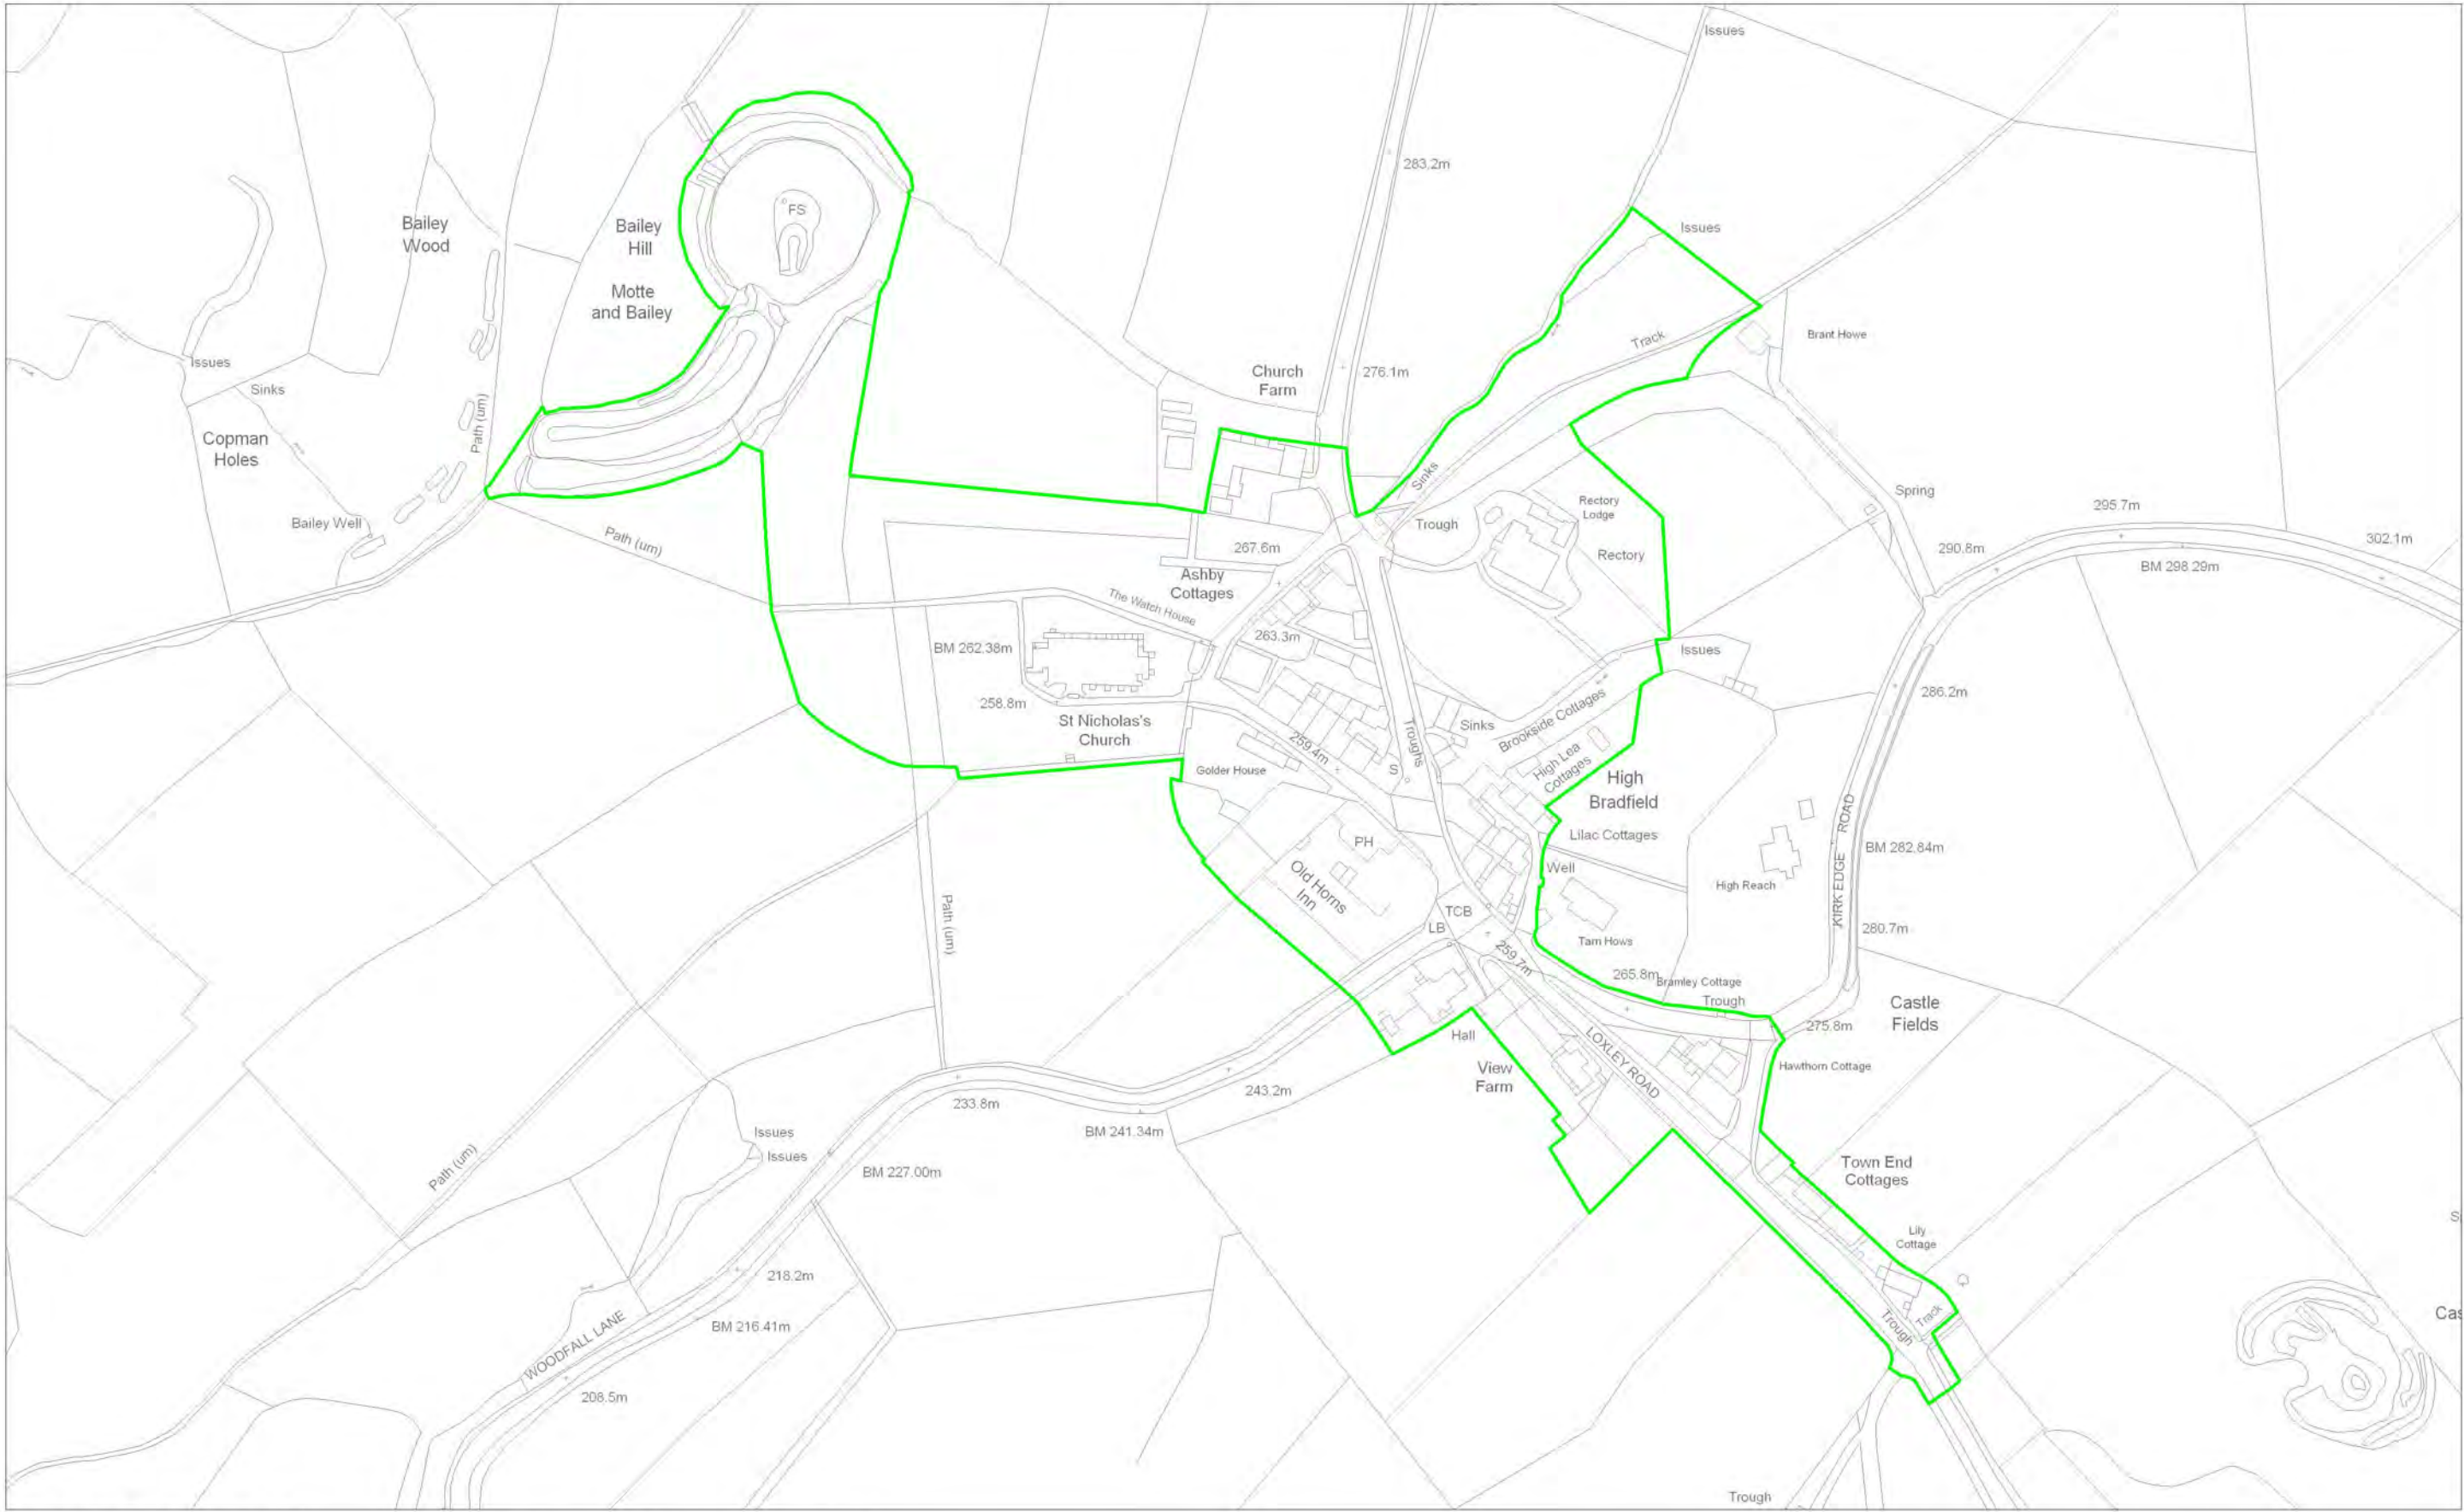 Issues
283.2m
Bailey
Wood
Bailey
Hill
FS
Issues
Motte
and Bailey
Brant Howe
Track
Issues
Church
Farm
276.1m
Sinks
Path (um)
Copman
Holes
Sinks
Spring
Rectory
Lodge
295.7m
Bailey Well
Trough
Path (um)
302.1m
267.6m
Rectory
290.8m
BM 298.29m
Ashby
Cottages
The Watch House
263.3m
BM 262.38m
Issues
286.2m
258.8m
St Nicholas's
Church
Sinks
Brookside Cottages
Troughs
259.4m
High Lea
Cottages
Golder House
S
High
Bradfield
Lilac Cottages
PH
KIRK EDGE ROAD
BM 282.84m
Well
Old Horns
Inn
High Reach
TCB
Path (um)
LB
280.7m
Tarn Hows
259.7m
265.8m
Bramley Cottage
Trough
Castle
Fields
275.8m
Hall
LOXLEY ROAD
View
Farm
Hawthorn Cottage
243.2m
233.8m
BM 241.34m
Issues
Issues
BM 227.00m
Path (um)
Town End
Cottages
Lily
Cottage
S
218.2m
Track
Trough
Cas
BM 216.41m
WOODFALL LANE
208.5m
Trough